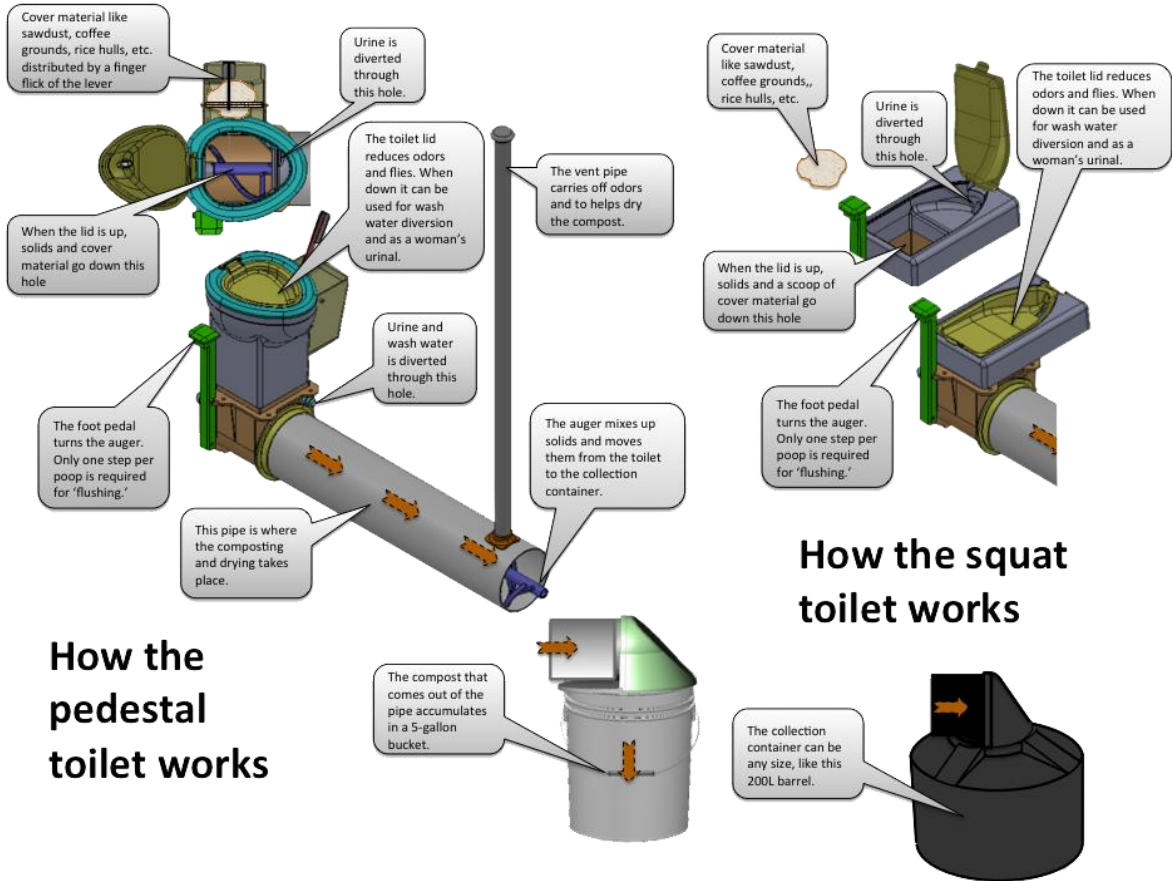 Cover material like
sawdust, coffee
grounds, rice hulls, etc.
distributed by a finger
flick of the lever
Urine is
diverted
through
this hole.
The toilet lid
reduces odors
and flies. When
down it can be
used for wash
water diversion
and as a woman's
urinal.
The vent pipe
carries off odors
and to helps dry
the compost.
When the lid is up,
solids and cover
material go down this
hole
Urine and
wash water
is diverted
through this
hole.
The foot pedal
turns the auger.
Only one step per
poop is required
for 'flushing.'
The auger mixes up
solids and moves
them from the toilet
to the collection
container.
This pipe is where
the composting
and drying takes
place.
How the
pedestal
toilet works
The compost that
comes out of the
pipe accumulates
in a 5-gallon
bucket.
Cover material
like sawdust,
coffee grounds,,
rice hulls, etc.
Urine is
diverted
through
this hole.
The toilet lid reduces
odors and flies. When
down it can be used
for wash water
diversion and as a
woman's urinal.
When the lid is up,
solids and a scoop of
cover material go
down this hole
The foot pedal
turns the auger.
Only one step per
poop is required
for 'flushing.'
How the squat
toilet works
The collection
container can be
any size, like this
200L barrel.